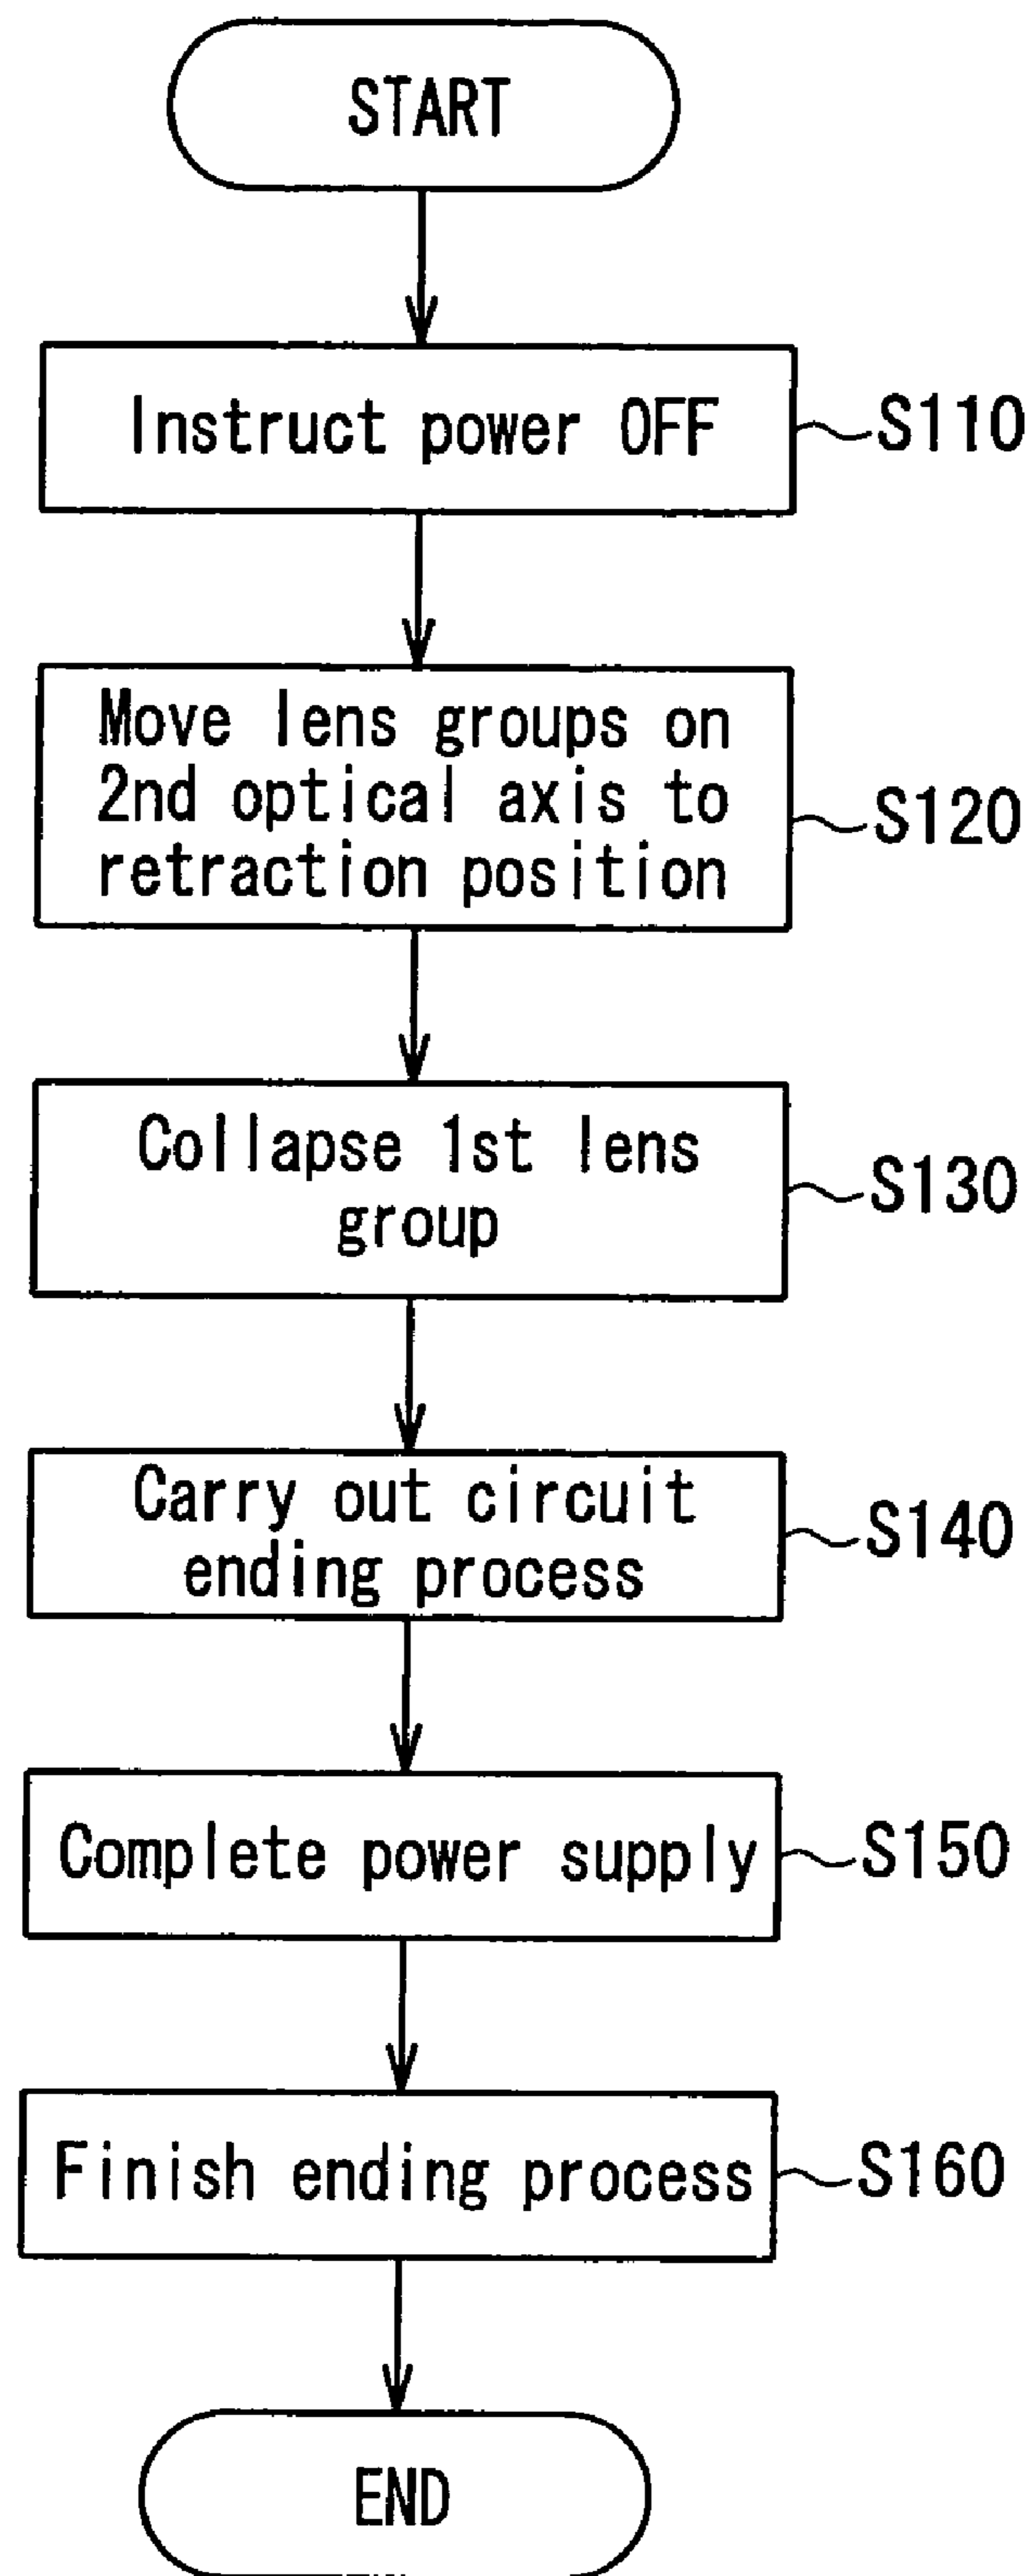 START
Instruct power OFF
S110
Move lens groups on
2nd optical axis to
retraction position
S120
Collapse 1st lens
group
S130
Carry out circuit
ending process
S140
Complete power supply
S150
Finish ending process
S160
END